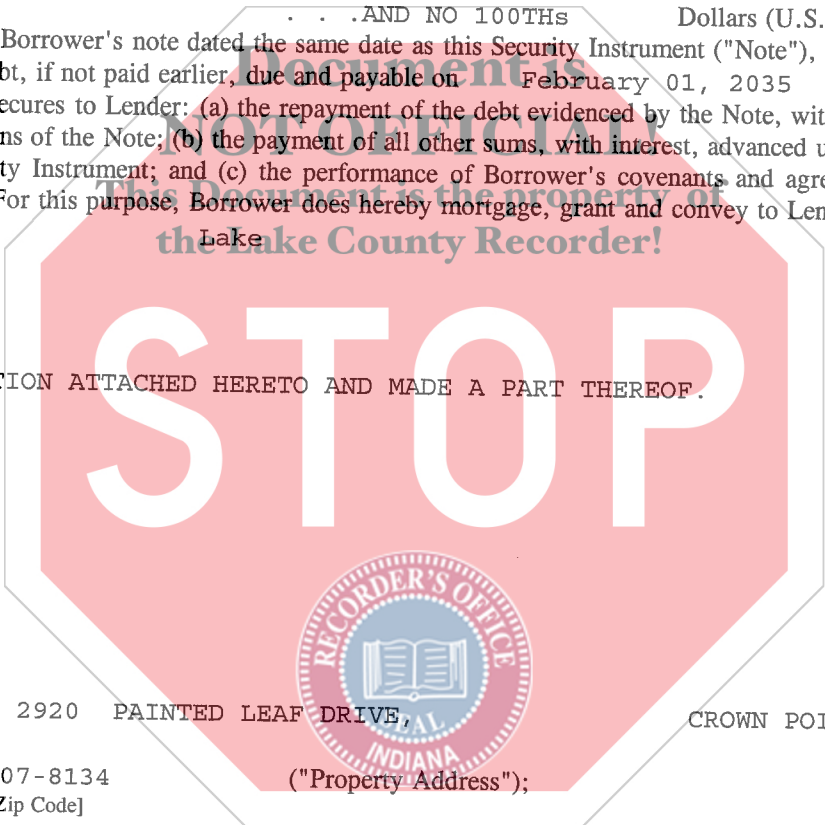 . . .AND NO 100THs Dollars (U.S.
Borrower's note dated the same date as this Security Instrument ("Note"),
Document is
bt, if not paid earlier, due and payable on February 01, 2035
ecures to Lender: (a) the repayment of the debt evidenced by the Note, wit
NOT OFFICIAL!
ns of the Note; (b) the payment of all other sums, with interest, advanced u
ty Instrument; and (c) the performance of Borrower's covenants and agre
This Document is the property of
For this purpose, Borrower does hereby mortgage, grant and convey to Len
the Lake County Recorder!
Lake
TION ATTACHED HERETO AND MADE A PART THEREOF.
STOP
RECORDER'S OFFICE
2920 PAINTED LEAF DRIVE, CROWN POI
SEAL
INDIANA
07-8134 ("Property Address");
Zip Code]